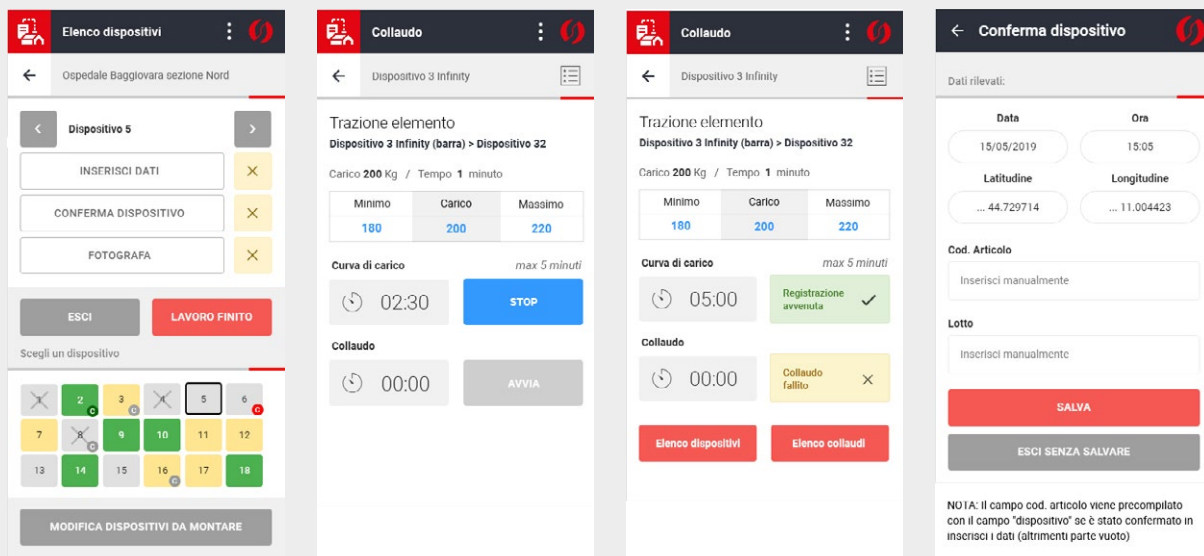 Elenco dispositivi
Ospedale Baggiovara sezione Nord
Dispositivo 5
INSERISCI DATI
CONFERMA DISPOSITIVO
FOTOGRAFA
ESCI
LAVORO FINITO
Scegli un dispositivo
1 2 C 3 C 4 5 6 C
7 8 C 9 10 11 12
13 14 15 16 C 17 18
MODIFICA DISPOSITIVI DA MONTARE
Collaudo
Dispositivo 3 Infinity
Trazione elemento
Dispositivo 3 Infinity (barra) > Dispositivo 32
Carico 200 Kg / Tempo 1 minuto
Minimo Carico Massimo
180 200 220
Curva di carico max 5 minuti
02:30 STOP
Collaudo
00:00 AVVIA
Collaudo
Dispositivo 3 Infinity
Trazione elemento
Dispositivo 3 Infinity (barra) > Dispositivo 32
Carico 200 Kg / Tempo 1 minuto
Minimo Carico Massimo
180 200 220
Curva di carico max 5 minuti
05:00 Registrazione
avvenuta
Collaudo
00:00 Collaudo
fallito
Elenco dispositivi Elenco collaudi
Conferma dispositivo
Dati rilevati:
Data Ora
15/05/2019 15:05
Latitudine Longitudine
... 44.729714 ... 11.004423
Cod. Articolo
Inserisci manualmente
Lotto
Inserisci manualmente
SALVA
ESCI SENZA SALVARE
NOTA: Il campo cod. articolo viene precompilato
con il campo "dispositivo" se è stato confermato in
inserisci i dati (altrimenti parte vuoto)